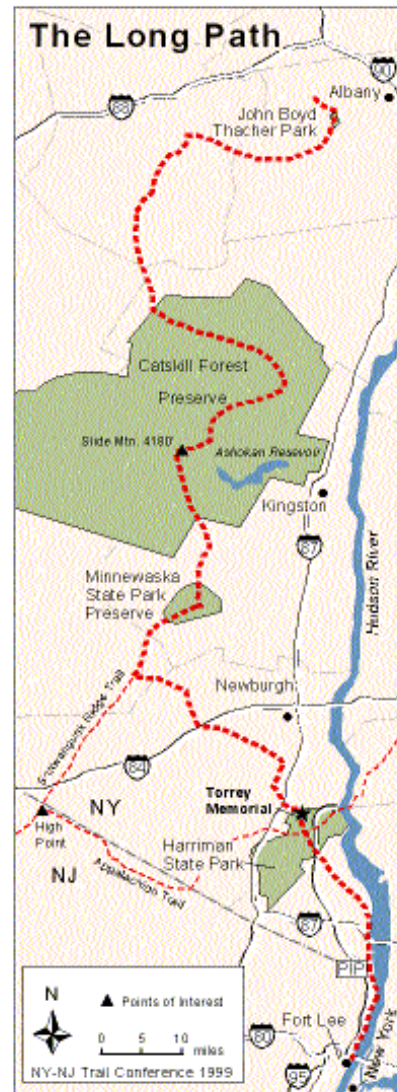 The Long Path
90
Albany
88
John Boyd
Thacher Park
Catskill Forest
Preserve
Slide Mtn. 4180'
Ashokan Resevoir
Kingston
87
Hudson River
Minnewaska
State Park
Preserve
Shawangunk Ridge Trail
Newburgh
84
Torrey
Memorial
NY
High
Point
Harriman
State Park
NJ
Appalachian Trail
87
PIP
N
Points of Interest
0 5 10
miles
80
Fort Lee
95
New York
NY-NJ Trail Conference 1999